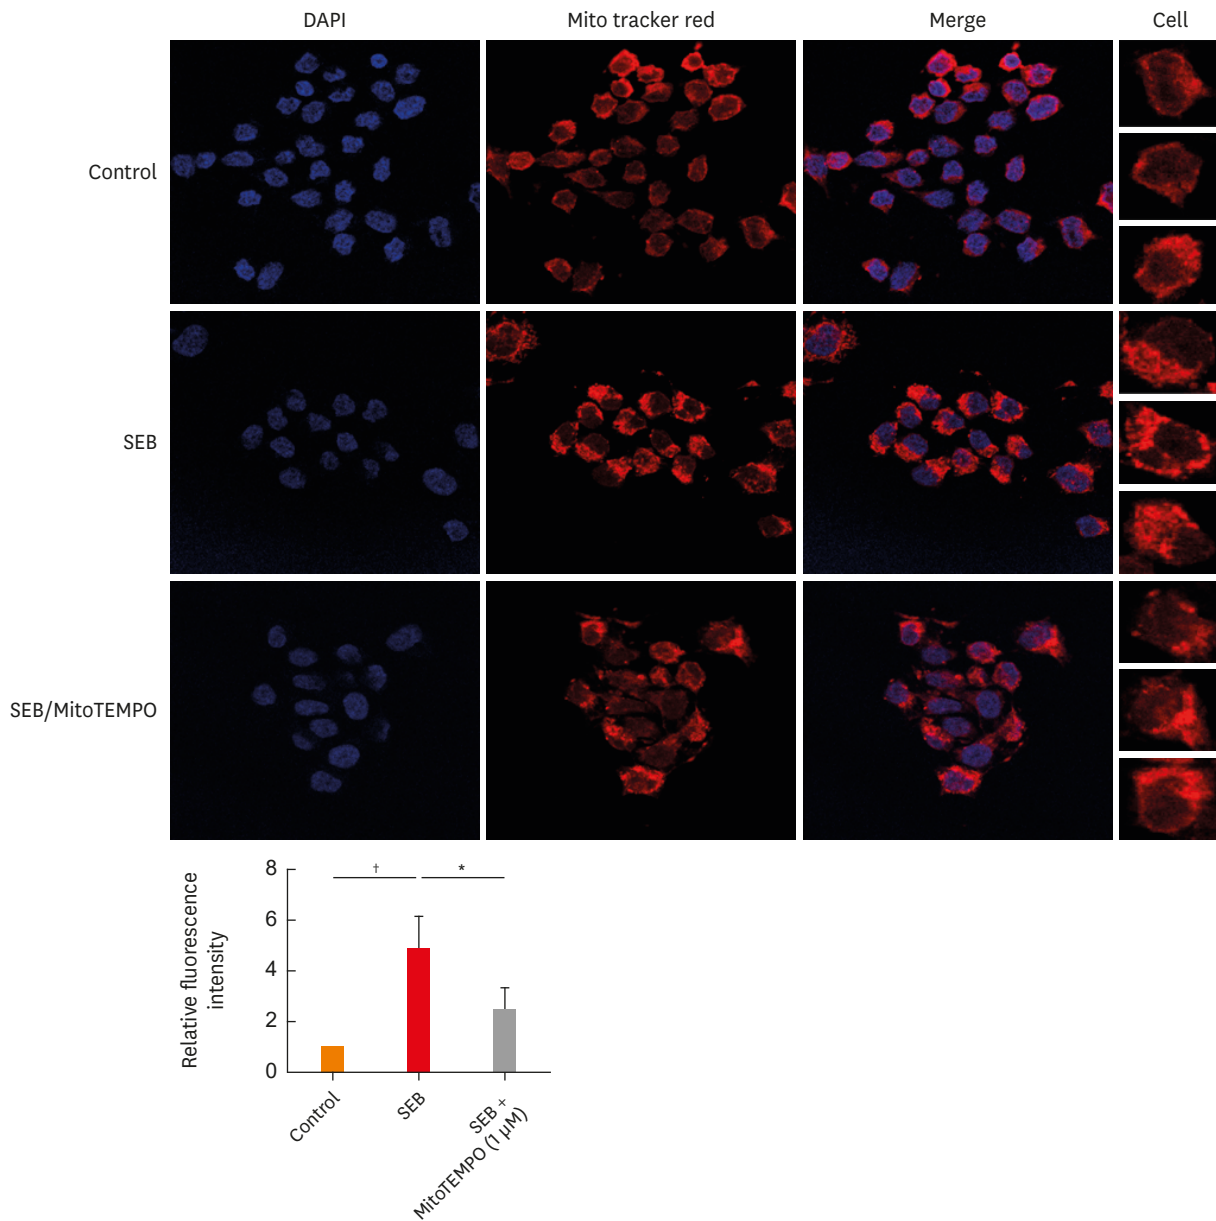 DAPI Mito tracker red Merge Cell
Control
SEB
SEB/MitoTEMPO
Relative fluorescence
intensity
8
6
4
2
0
† *
Control
SEB
SEB +
MitoTEMPO (1 µM)